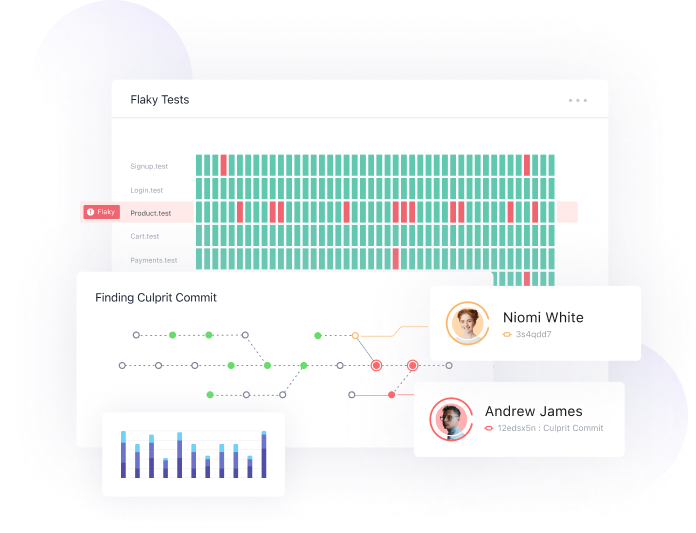 Flaky Tests
Signup.test
Login.test
Flaky
Product.test
Cart.test
Payments.test
Finding Culprit Commit
Niomi White
3s4qdd7
Andrew James
12edsx5n : Culprit Commit